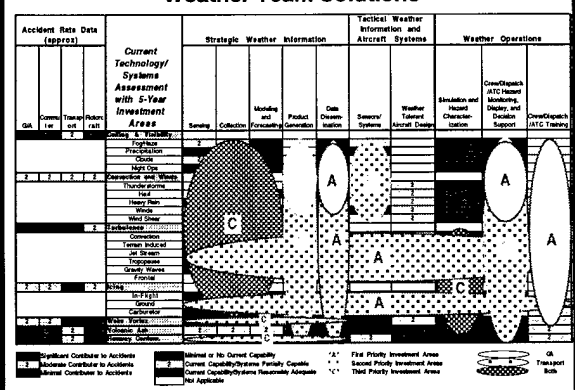 Weather Team Solutions
Accident Rate Data
(approx)
Current
Technology/
Systems
Assessment
with 5-Year
Investment
Areas
Strategic Weather Information
Tactical Weather
Information and
Aircraft Systems
Weather Operations
G/A
Transport
Rotorcraft
Sensing
Collection
Modeling
and
Forecasting
Product
Generation
Data
Dissemination
Sensors/
Systems
Weather
Tolerant
Aircraft Design
Simulation and
Hazard
Characterization
Crew/Dispatch
/ATC Hazard
Monitoring,
Display, and
Decision
Support
Crew/Dispatch
/ATC Training
Ceiling & Visibility
Fog/Haze
Precipitation
Clouds
Night Ops
Convection and Winds
Thunderstorms
Hail
Heavy Rain
Winds
Wind Shear
Turbulence
Convection
Terrain Induced
Jet Stream
Tropopause
Gravity Waves
Frontal
Icing
In-Flight
Ground
Carburetor
Wake Vortex
Volcanic Ash
A
A
A
A
A
A
C
C
Significant Contributor to Accidents
2 Moderate Contributor to Accidents
Minimal Contributor to Accidents
Minimal or No Current Capability
2 Current Capability/Systems Partially Capable
Current Capability/Systems Reasonably Adequate
Not Applicable
"A" First Priority Investment Areas
Second Priority Investment Areas
"C" Third Priority Investment Areas
GA
Transport
Both